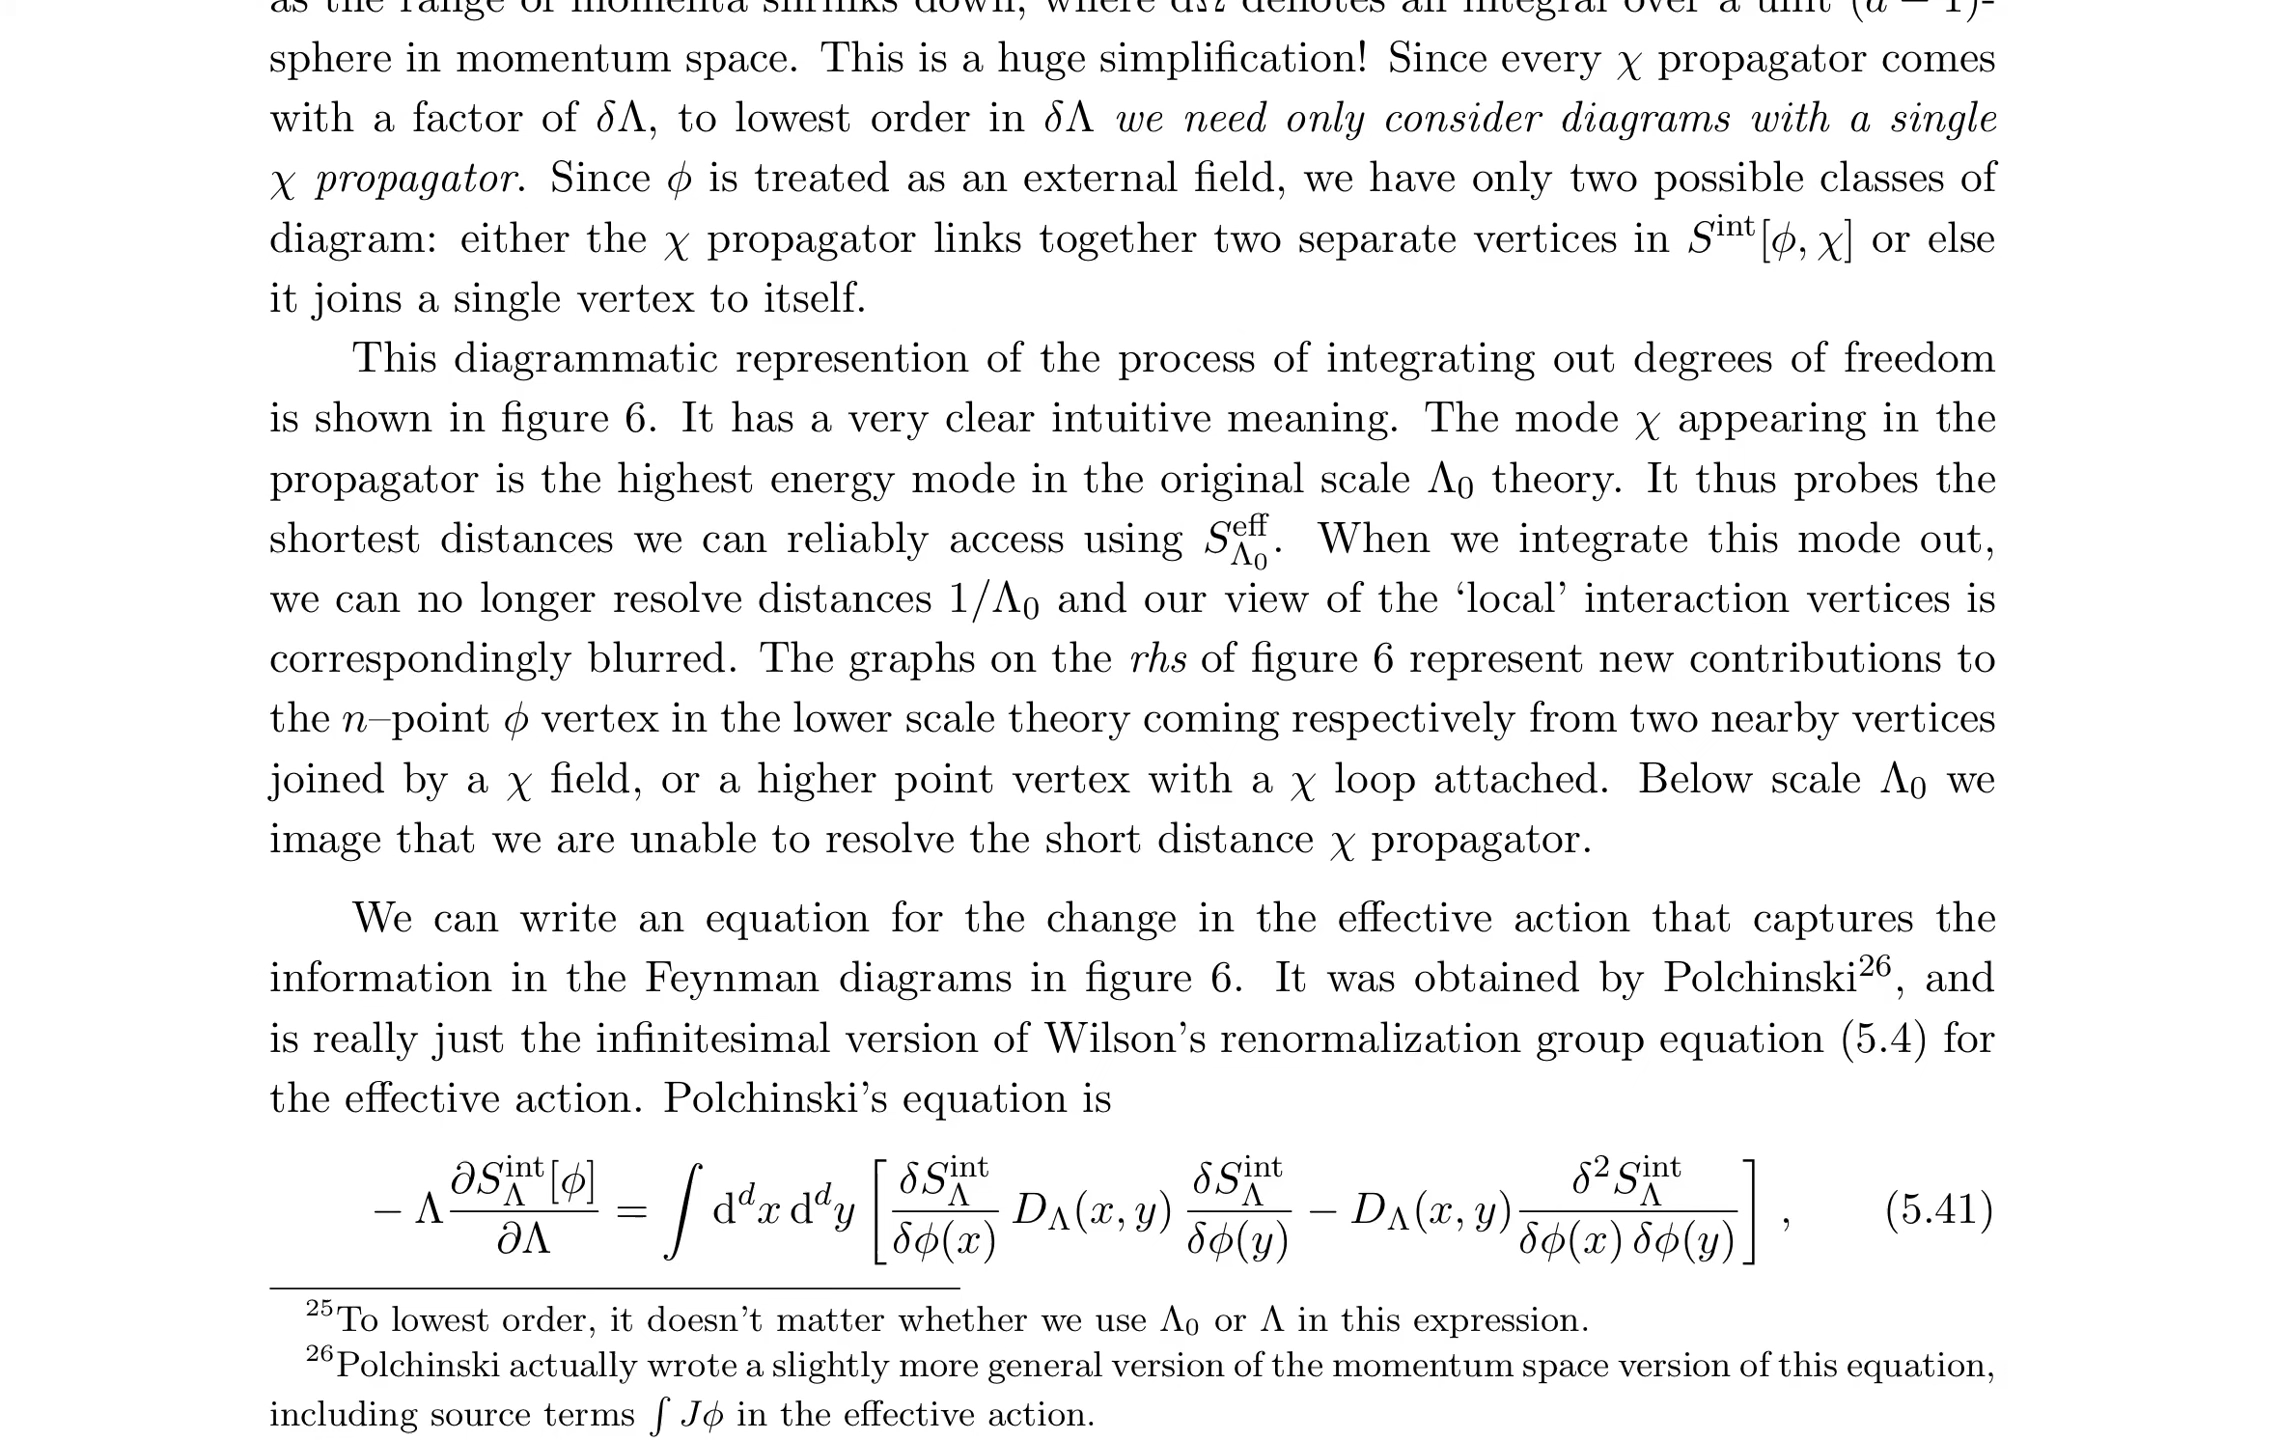 as the range of momenta shrinks down, where dΩ denotes an integral over a unit (d − 1)-
sphere in momentum space. This is a huge simplification! Since every χ propagator comes
with a factor of δΛ, to lowest order in δΛ we need only consider diagrams with a single
χ propagator. Since ϕ is treated as an external field, we have only two possible classes of
diagram: either the χ propagator links together two separate vertices in S^int[ϕ, χ] or else
it joins a single vertex to itself.
This diagrammatic represention of the process of integrating out degrees of freedom
is shown in figure 6. It has a very clear intuitive meaning. The mode χ appearing in the
propagator is the highest energy mode in the original scale Λ₀ theory. It thus probes the
shortest distances we can reliably access using S^eff_Λ₀. When we integrate this mode out,
we can no longer resolve distances 1/Λ₀ and our view of the ‘local’ interaction vertices is
correspondingly blurred. The graphs on the rhs of figure 6 represent new contributions to
the n–point ϕ vertex in the lower scale theory coming respectively from two nearby vertices
joined by a χ field, or a higher point vertex with a χ loop attached. Below scale Λ₀ we
image that we are unable to resolve the short distance χ propagator.
We can write an equation for the change in the effective action that captures the
information in the Feynman diagrams in figure 6. It was obtained by Polchinski²⁶, and
is really just the infinitesimal version of Wilson’s renormalization group equation (5.4) for
the effective action. Polchinski’s equation is
− Λ ∂S^int_Λ[ϕ]/∂Λ = ∫ d^d x d^d y [ δS^int_Λ/δϕ(x) D_Λ(x, y) δS^int_Λ/δϕ(y) − D_Λ(x, y) δ²S^int_Λ/δϕ(x) δϕ(y) ] , (5.41)
²⁵To lowest order, it doesn’t matter whether we use Λ₀ or Λ in this expression.
²⁶Polchinski actually wrote a slightly more general version of the momentum space version of this equation,
including source terms ∫ Jϕ in the effective action.